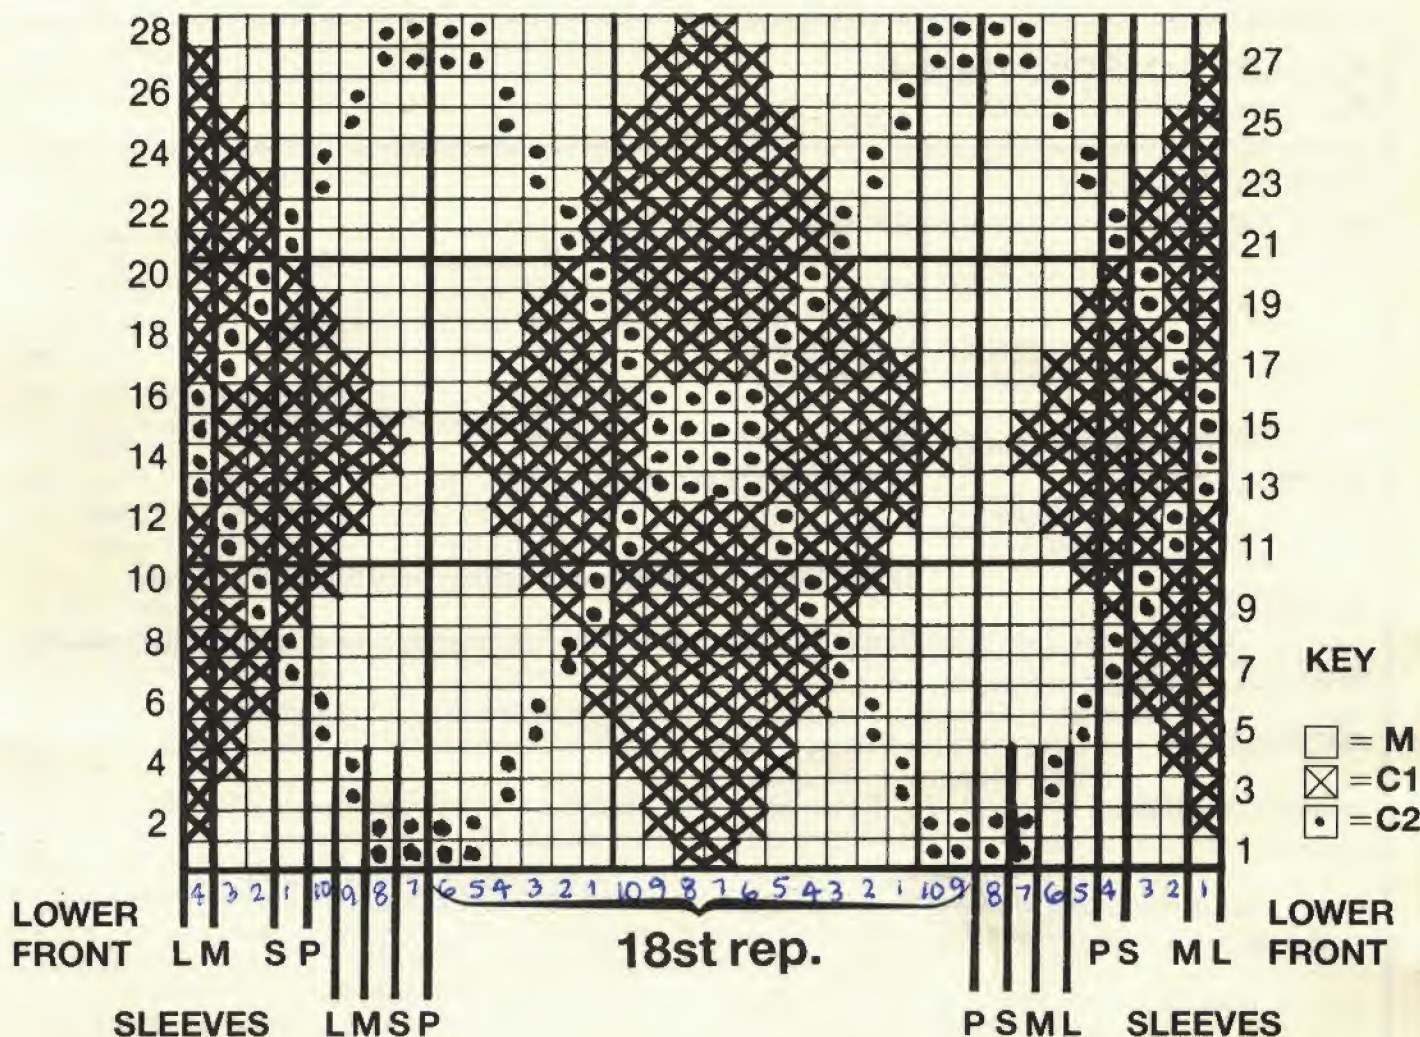 28
27
26
25
24
23
22
21
20
19
18
17
16
15
14
13
12
11
10
9
8
7
6
5
4
3
2
1
KEY
= M
= C1
= C2
4 3 2 1 10 9 8 7 6 5 4 3 2 1 10 9 8 7 6 5 4 3 2 1 10 9 8 7 6 5 4 3 2 1
LOWER FRONT L M S P
18st rep.
P S M L LOWER FRONT
SLEEVES L M S P
P S M L SLEEVES